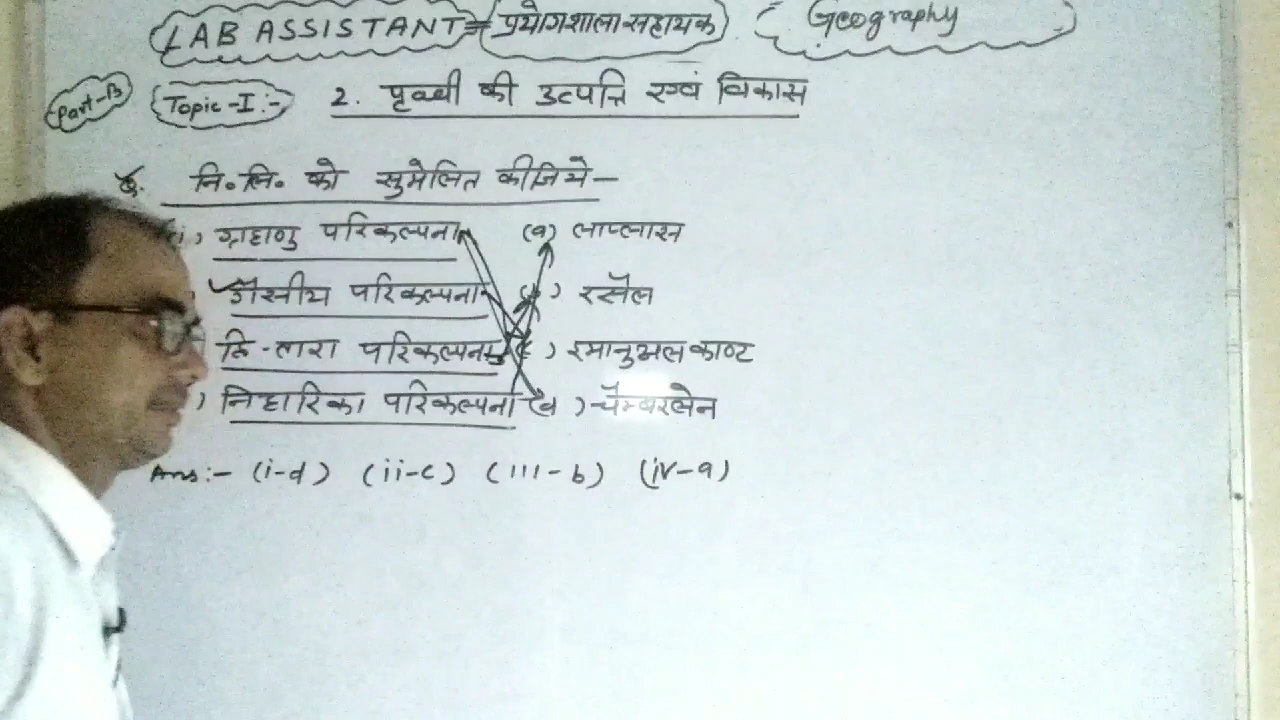 LAB ASSISTANT = प्रयोगशाला सहायक Geography
Part-B Topic-I :- 2. पृथ्वी की उत्पत्ति एवं विकास
नि. लि. को सुमेलित कीजिये –
i) ग्रहाणु परिकल्पना (a) लाप्लास
गैसीय परिकल्पना ) रसेल
द्वि-तारा परिकल्पना ) इमानुअल काण्ट
) निहारिका परिकल्पना (d) चैम्बरलेन
Ans:- (i-d) (ii-c) (iii-b) (iv-a)